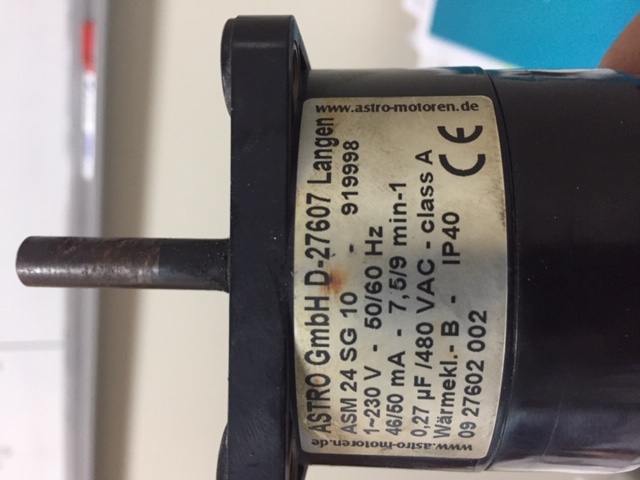 www.astro-motoren.de
ASTRO GmbH D-27607 Langen
ASM 24 SG 10 - 919998
1~230 V - 50/60 Hz
46/50 mA - 7,5/9 min-1
0,27 µF /480 VAC - class A
Wärmekl.- B - IP40
09 27602 002
CE
www.astro-motoren.de